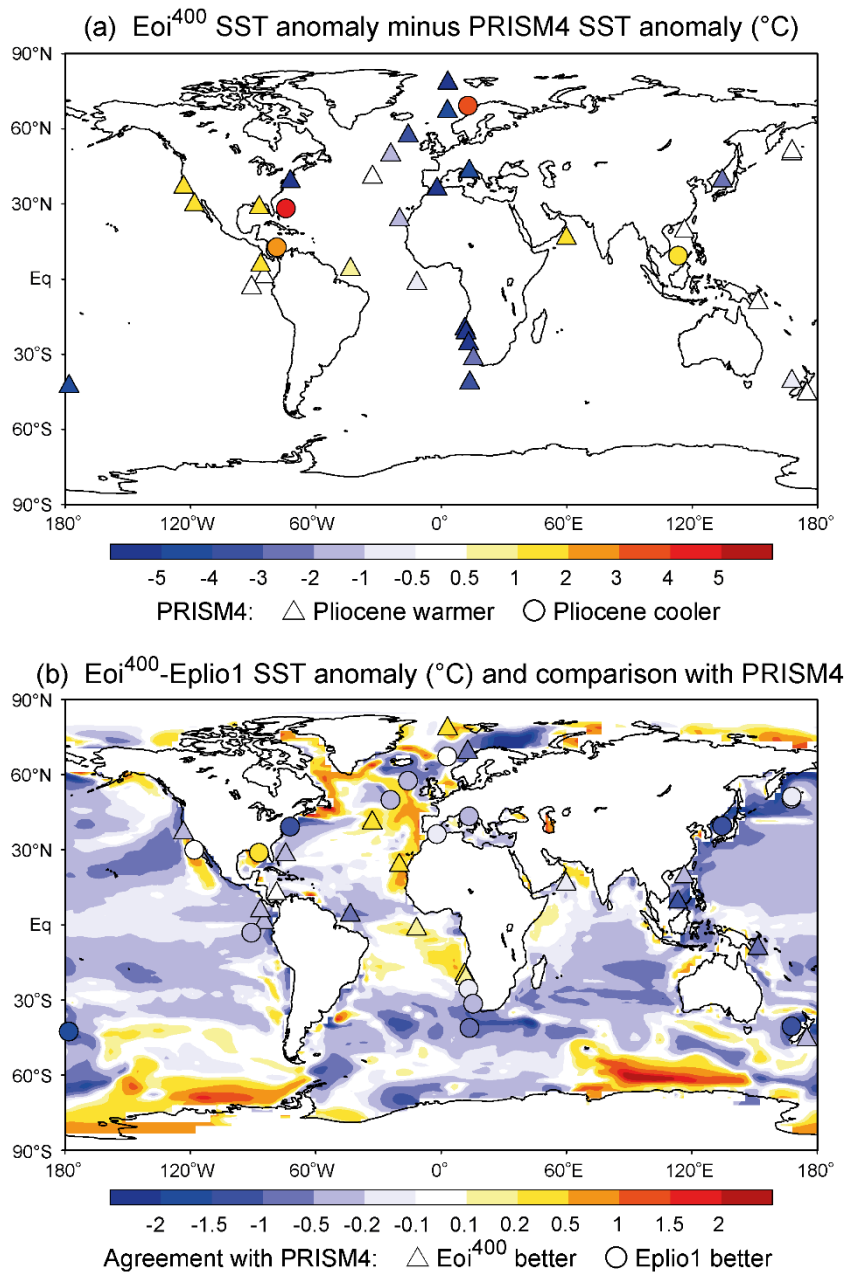 (a) Eoi⁴⁰⁰ SST anomaly minus PRISM4 SST anomaly (°C)
90°N
60°N
30°N
Eq
30°S
60°S
90°S
180° 120°W 60°W 0° 60°E 120°E 180°
-5 -4 -3 -2 -1 -0.5 0.5 1 2 3 4 5
PRISM4: △ Pliocene warmer ○ Pliocene cooler
(b) Eoi⁴⁰⁰-Eplio1 SST anomaly (°C) and comparison with PRISM4
90°N
60°N
30°N
Eq
30°S
60°S
90°S
180° 120°W 60°W 0° 60°E 120°E 180°
-2 -1.5 -1 -0.5 -0.2 -0.1 0.1 0.2 0.5 1 1.5 2
Agreement with PRISM4: △ Eoi⁴⁰⁰ better ○ Eplio1 better